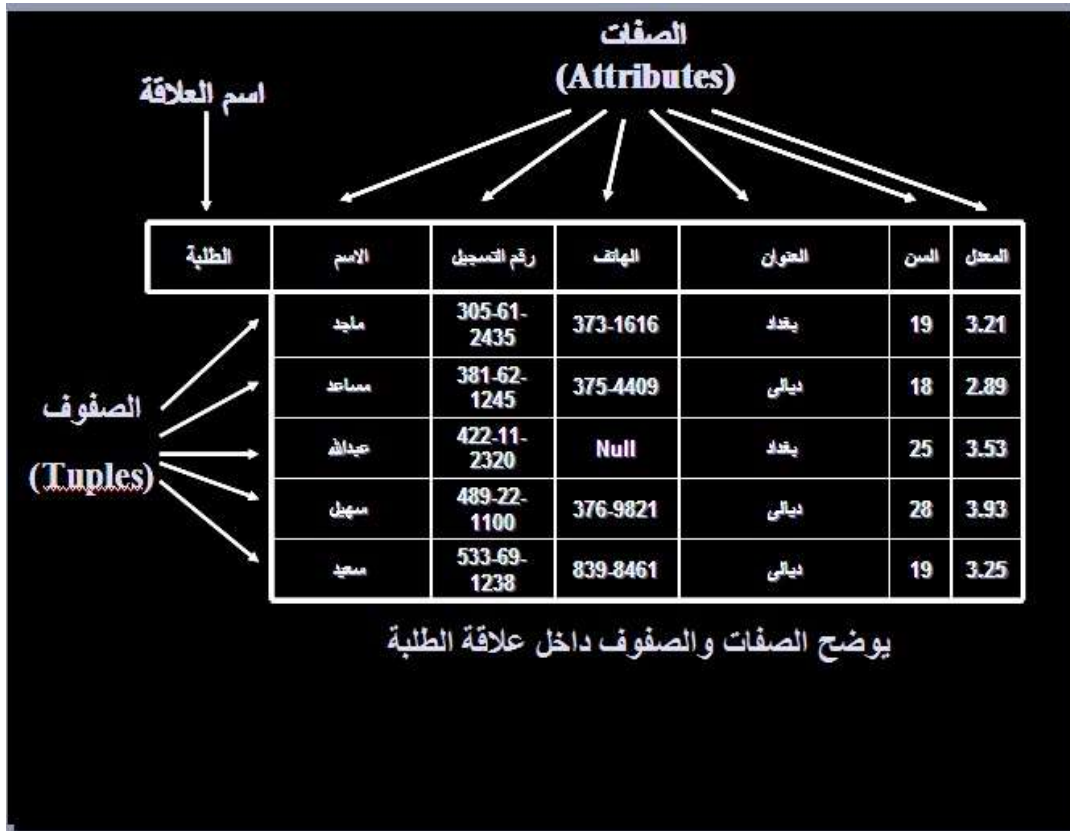 الصفات
(Attributes)
اسم العلاقة
الطلبة الاسم رقم التسجيل الهاتف العنوان السن المعدل
ماجد 305-61-2435 373-1616 بغداد 19 3.21
مساعد 381-62-1245 375-4409 ديالى 18 2.89
عبدالله 422-11-2320 Null بغداد 25 3.53
سهيل 489-22-1100 376-9821 ديالى 28 3.93
سعيد 533-69-1238 839-8461 ديالى 19 3.25
الصفوف
(Tuples)
يوضح الصفات والصفوف داخل علاقة الطلبة